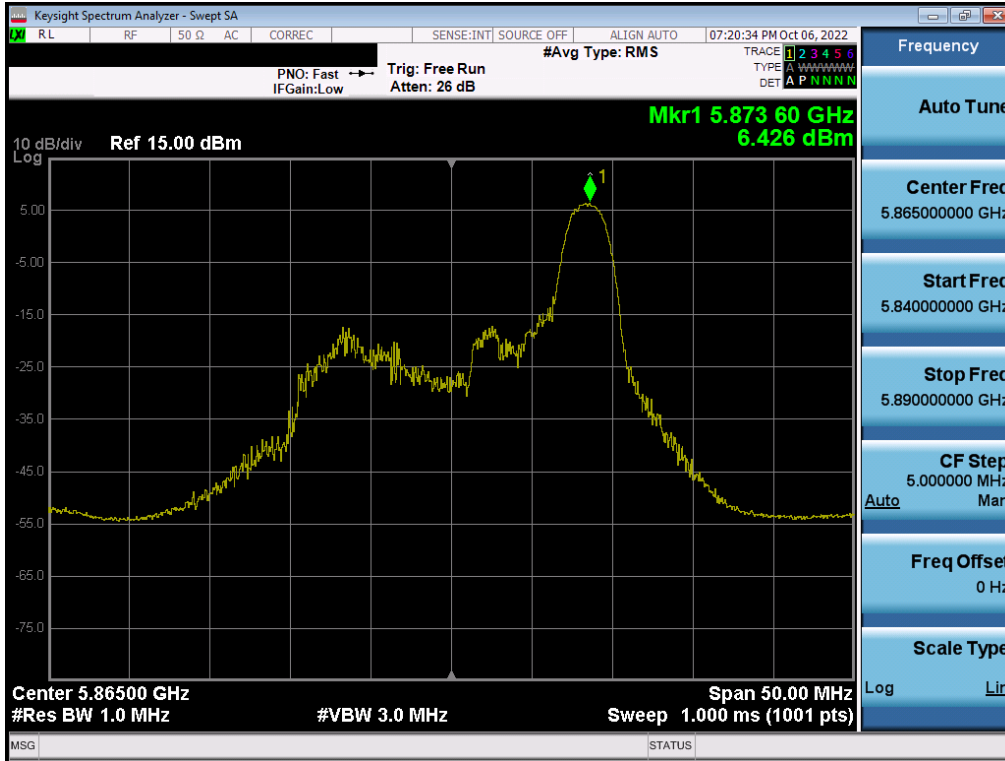 Keysight Spectrum Analyzer - Swept SA
LXI RL RF 50 Ω AC CORREC SENSE:INT SOURCE OFF ALIGN AUTO 07:20:34 PM Oct 06, 2022
#Avg Type: RMS
TRACE 1 2 3 4 5 6
PNO: Fast Trig: Free Run
TYPE A WWWWW
IFGain:Low Atten: 26 dB
DET A P N N N N
Mkr1 5.873 60 GHz
6.426 dBm
10 dB/div Ref 15.00 dBm
Log
1
5.00
-5.00
-15.0
-25.0
-35.0
-45.0
-55.0
-65.0
-75.0
Center 5.86500 GHz Span 50.00 MHz
#Res BW 1.0 MHz #VBW 3.0 MHz Sweep 1.000 ms (1001 pts)
MSG STATUS
Frequency
Auto Tune
Center Freq
5.865000000 GHz
Start Freq
5.840000000 GHz
Stop Freq
5.890000000 GHz
CF Step
5.000000 MHz
Auto Man
Freq Offset
0 Hz
Scale Type
Log Lin